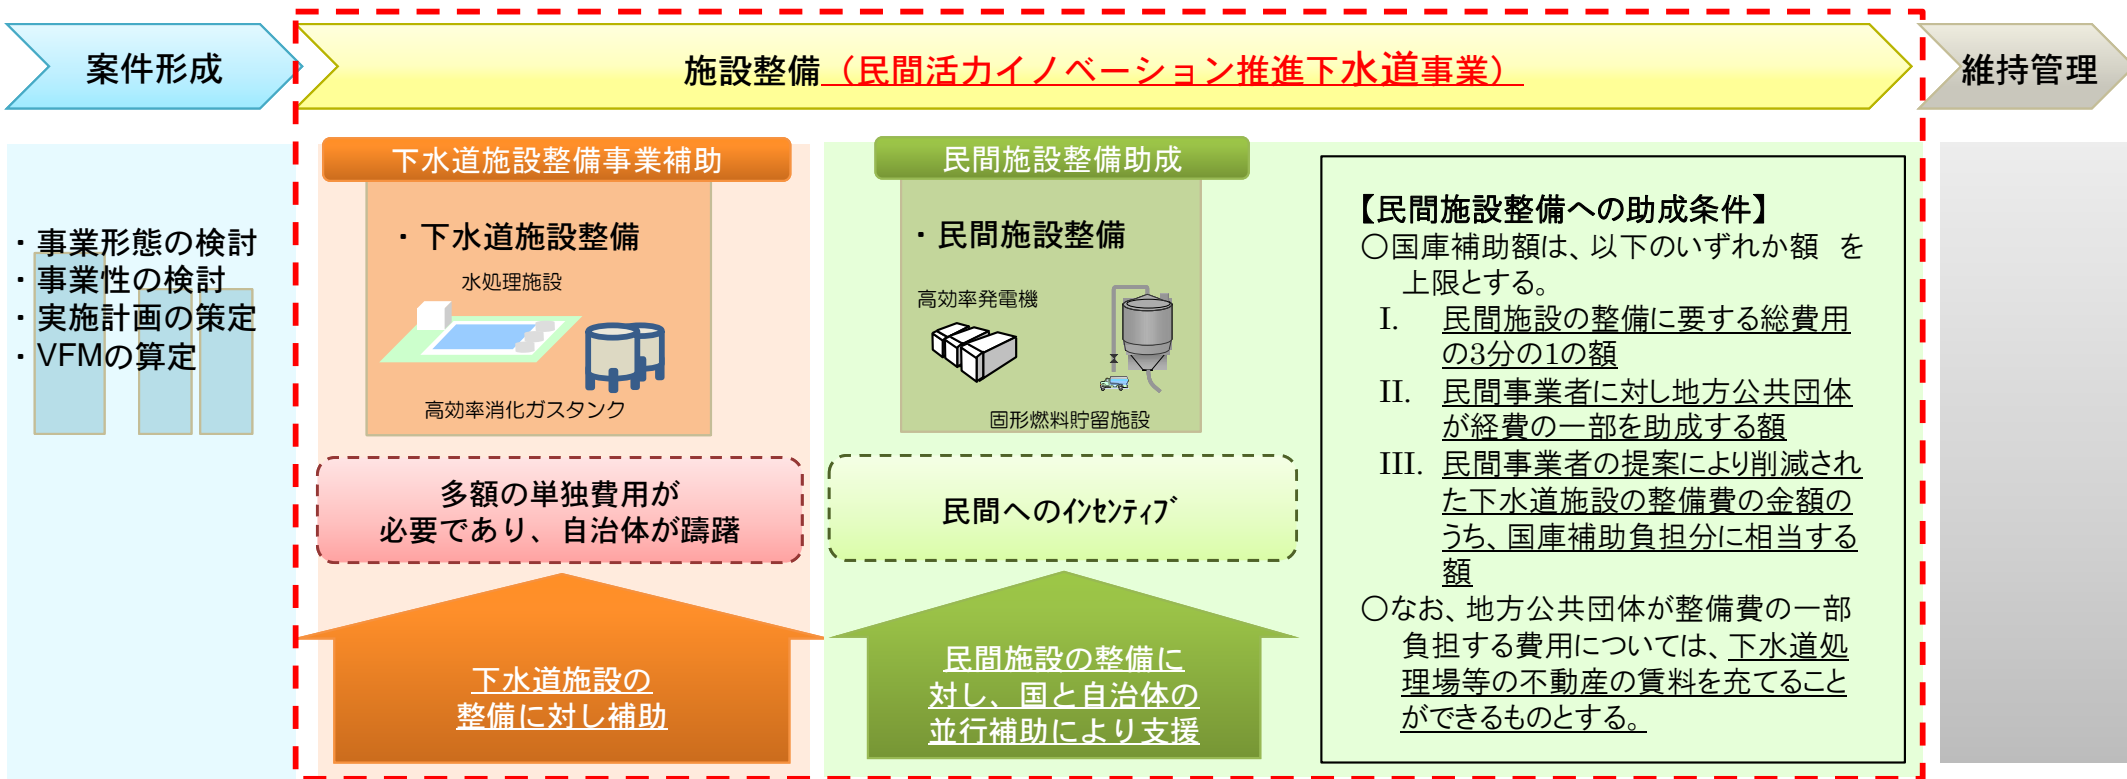 案件形成
施設整備（民間活力イノベーション推進下水道事業）
維持管理
・事業形態の検討
・事業性の検討
・実施計画の策定
・VFMの算定
下水道施設整備事業補助
・下水道施設整備
水処理施設
高効率消化ガスタンク
多額の単独費用が
必要であり、自治体が躊躇
下水道施設の
整備に対し補助
民間施設整備助成
・民間施設整備
高効率発電機
固形燃料貯留施設
民間へのｲﾝｾﾝﾃｨﾌﾞ
民間施設の整備に
対し、国と自治体の
並行補助により支援
【民間施設整備への助成条件】
○国庫補助額は、以下のいずれか額　を
上限とする。
I. 民間施設の整備に要する総費用
の3分の1の額
II. 民間事業者に対し地方公共団体
が経費の一部を助成する額
III. 民間事業者の提案により削減され
た下水道施設の整備費の金額の
うち、国庫補助負担分に相当する
額
○なお、地方公共団体が整備費の一部
負担する費用については、下水道処
理場等の不動産の賃料を充てること
ができるものとする。